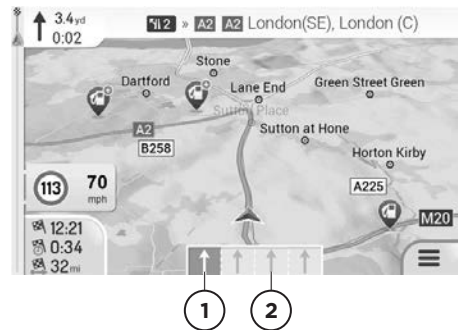 3.4yd
0:02
2 » A2 A2 London(SE), London (C)
Stone
Dartford
Lane End
Green Street Green
Sutton Place
A2
Sutton at Hone
B258
Horton Kirby
113
70
mph
A225
M20
12:21
0:34
32mi
1
2